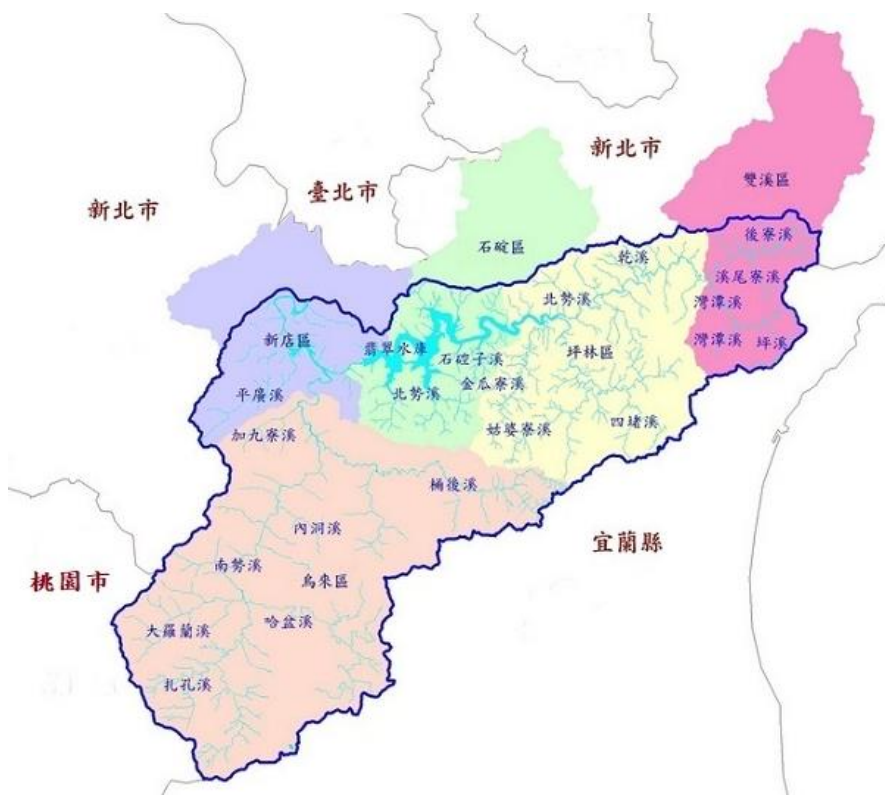 新北市
雙溪區
臺北市
新北市
石碇區
後寮溪
乾溪
溪尾寮溪
北勢溪
灣潭溪
新店區
翡翠水庫
石𥕢子溪
坪林區
灣潭溪
坪溪
平廣溪
北勢溪
金瓜寮溪
姑婆寮溪
四堵溪
加九寮溪
桶後溪
內洞溪
宜蘭縣
桃園市
南勢溪
烏來區
大羅蘭溪
哈盆溪
扎孔溪